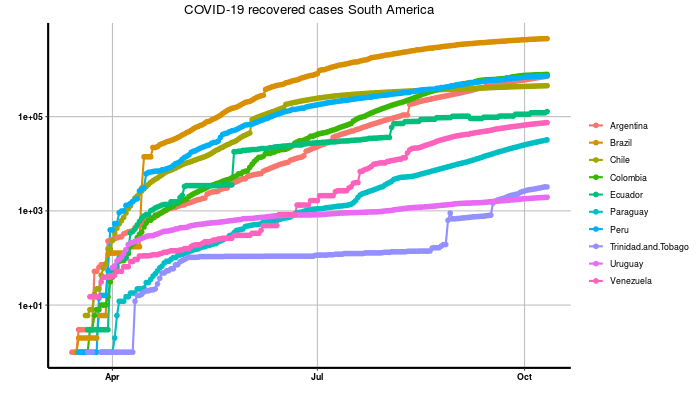 COVID-19 recovered cases South America
1e+05
1e+03
1e+01
Apr
Jul
Oct
Argentina
Brazil
Chile
Colombia
Ecuador
Paraguay
Peru
Trinidad.and.Tobago
Uruguay
Venezuela